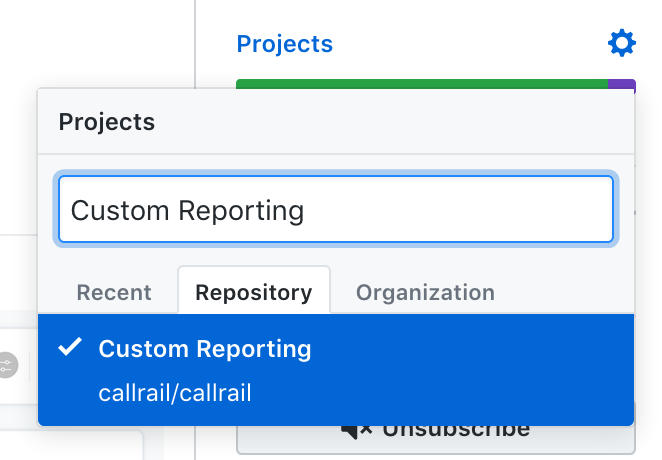 Projects
Projects
Custom Reporting
Recent Repository Organization
Custom Reporting
callrail/callrail
Unsubscribe